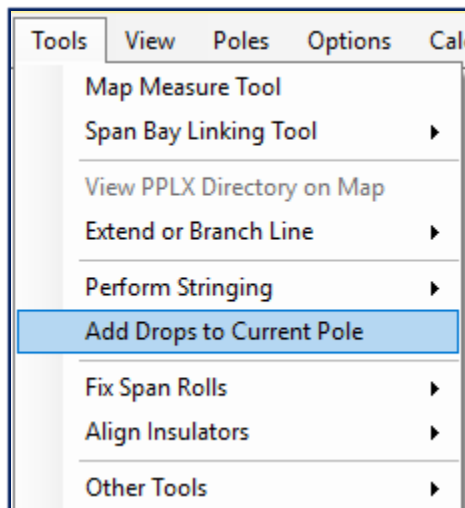 Tools View Poles Options Cal
Map Measure Tool
Span Bay Linking Tool
View PPLX Directory on Map
Extend or Branch Line
Perform Stringing
Add Drops to Current Pole
Fix Span Rolls
Align Insulators
Other Tools